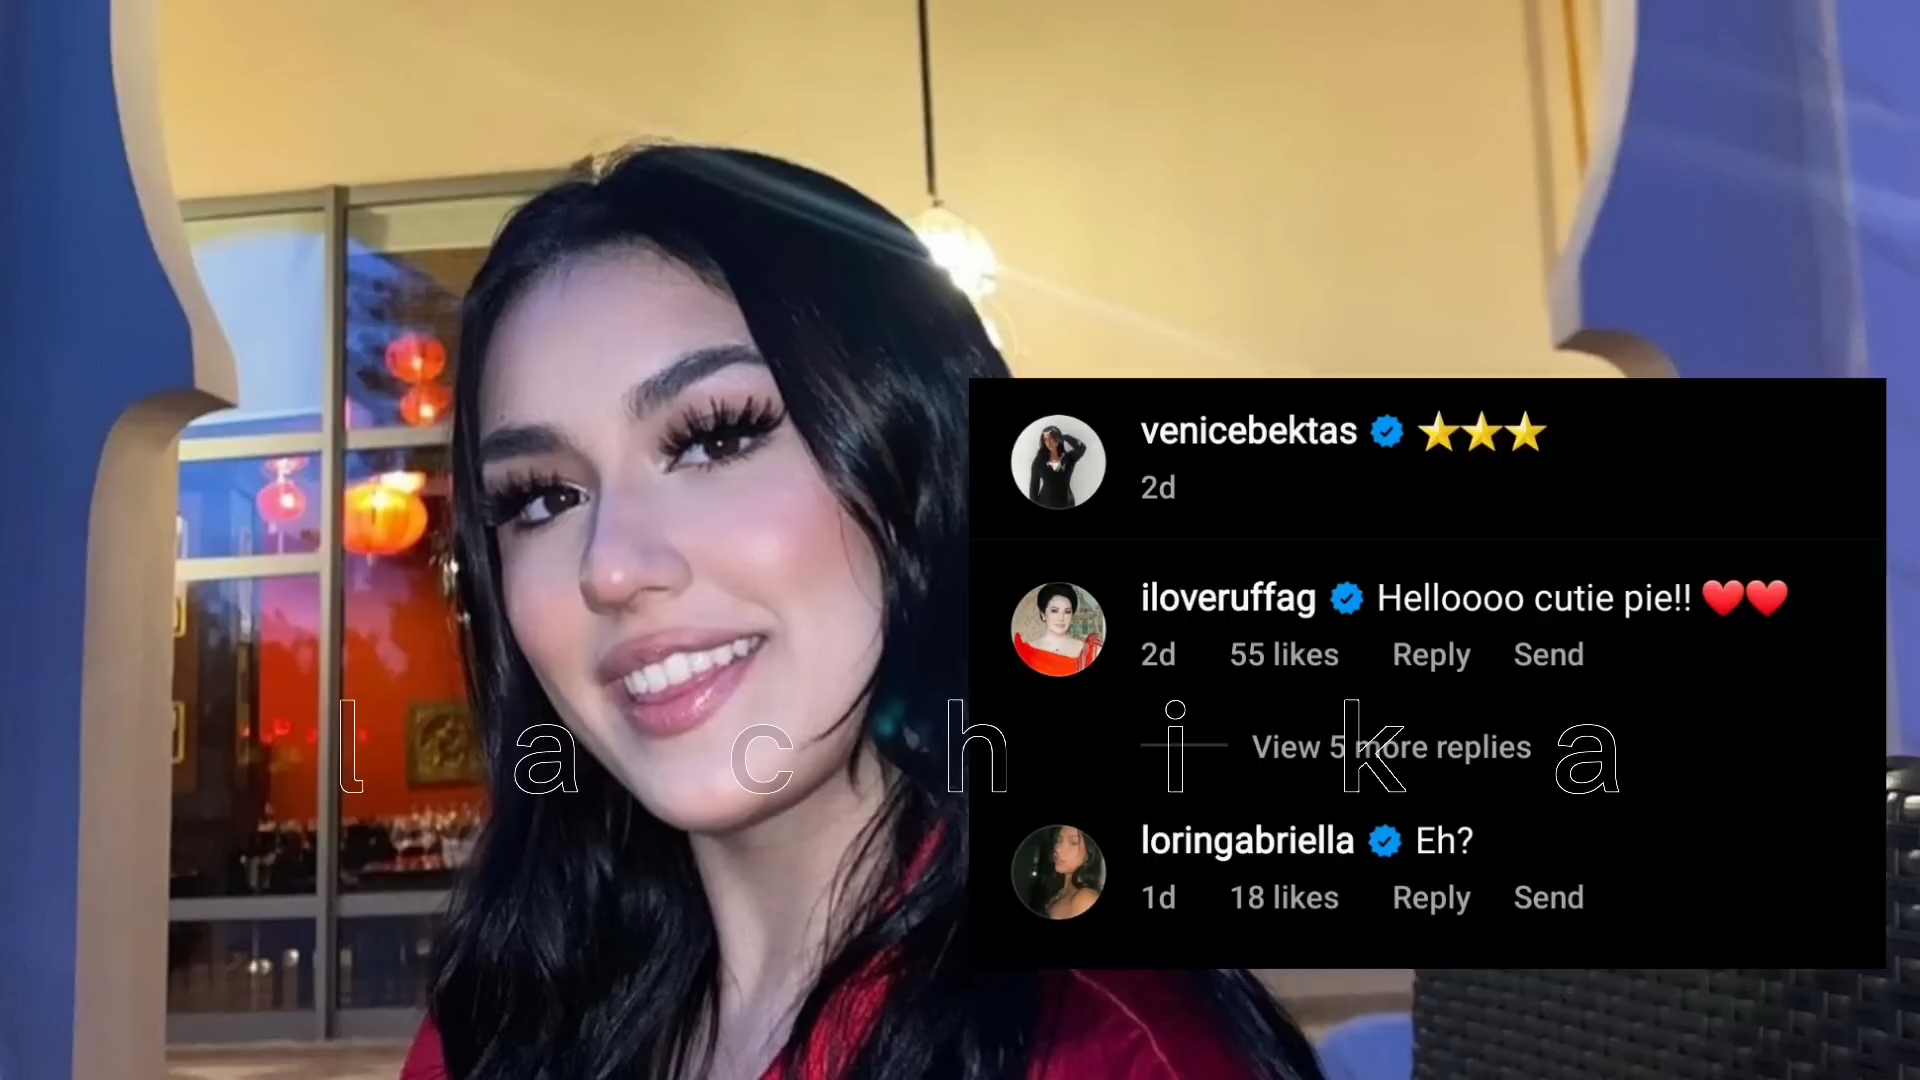 venicebektas ⭐⭐⭐
2d
iloveruffag Helloooo cutie pie!! ❤️❤️
2d 55 likes Reply Send
View 5 more replies
lachika
loringabriella Eh?
1d 18 likes Reply Send